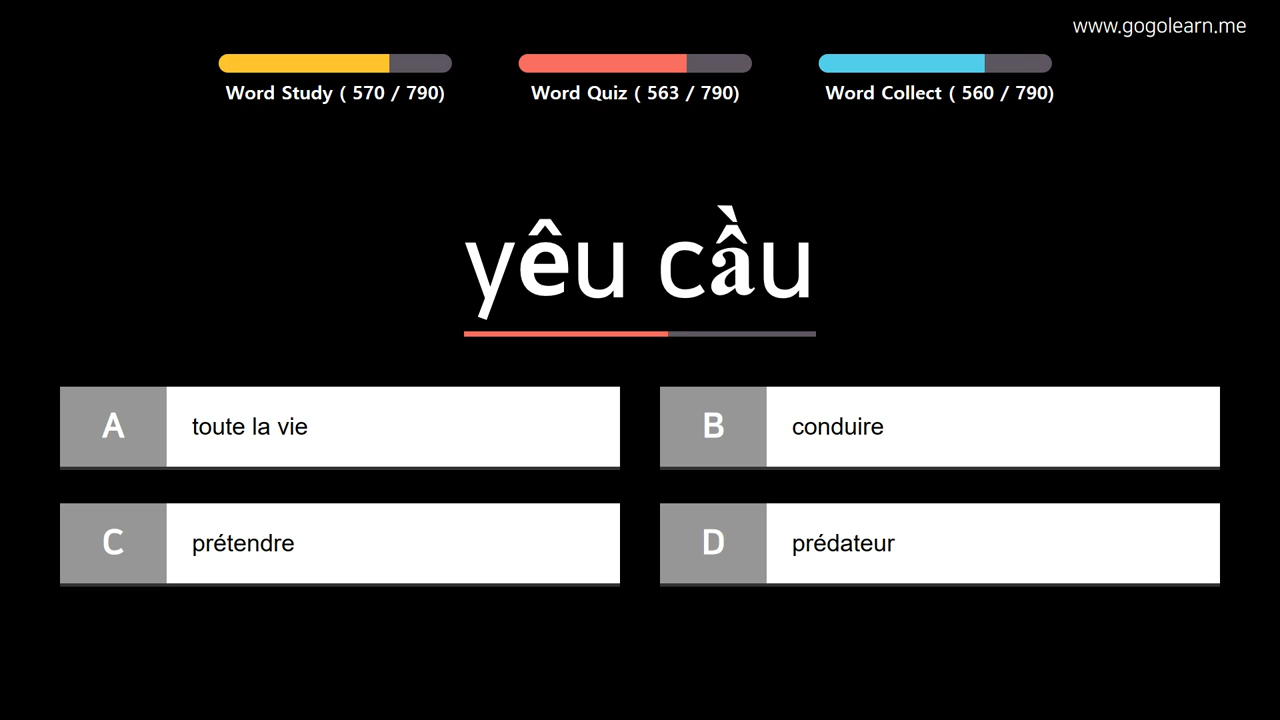 www.gogolearn.me
Word Study ( 570 / 790)
Word Quiz ( 563 / 790)
Word Collect ( 560 / 790)
yêu cầu
A toute la vie
B conduire
C prétendre
D prédateur